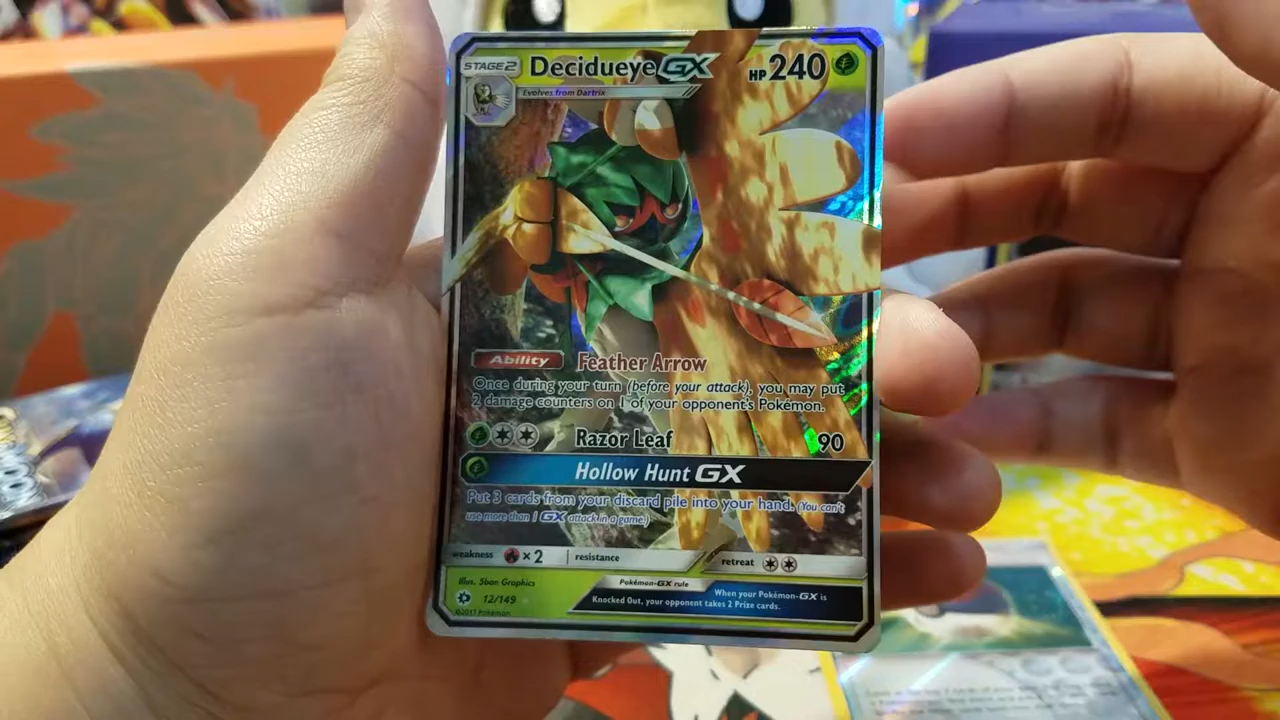 STAGE 2 Decidueye GX HP 240
Evolves from Dartrix
Ability Feather Arrow
Once during your turn (before your attack), you may put
2 damage counters on 1 of your opponent's Pokémon.
Razor Leaf 90
Hollow Hunt GX
Put 3 cards from your discard pile into your hand. (You can't
use more than 1 GX attack in a game.)
weakness ×2 resistance retreat
Illus. 5ban Graphics
12/149
©2017 Pokémon
Pokémon-GX rule
When your Pokémon-GX is
Knocked Out, your opponent takes 2 Prize cards.